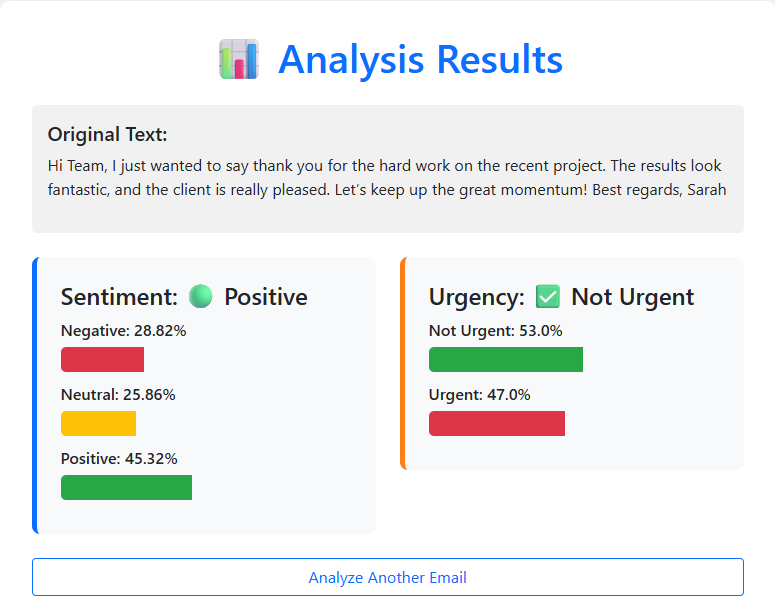 Analysis Results
Original Text:
Hi Team, I just wanted to say thank you for the hard work on the recent project. The results look
fantastic, and the client is really pleased. Let’s keep up the great momentum! Best regards, Sarah
Sentiment: Positive
Negative: 28.82%
Neutral: 25.86%
Positive: 45.32%
Urgency: Not Urgent
Not Urgent: 53.0%
Urgent: 47.0%
Analyze Another Email